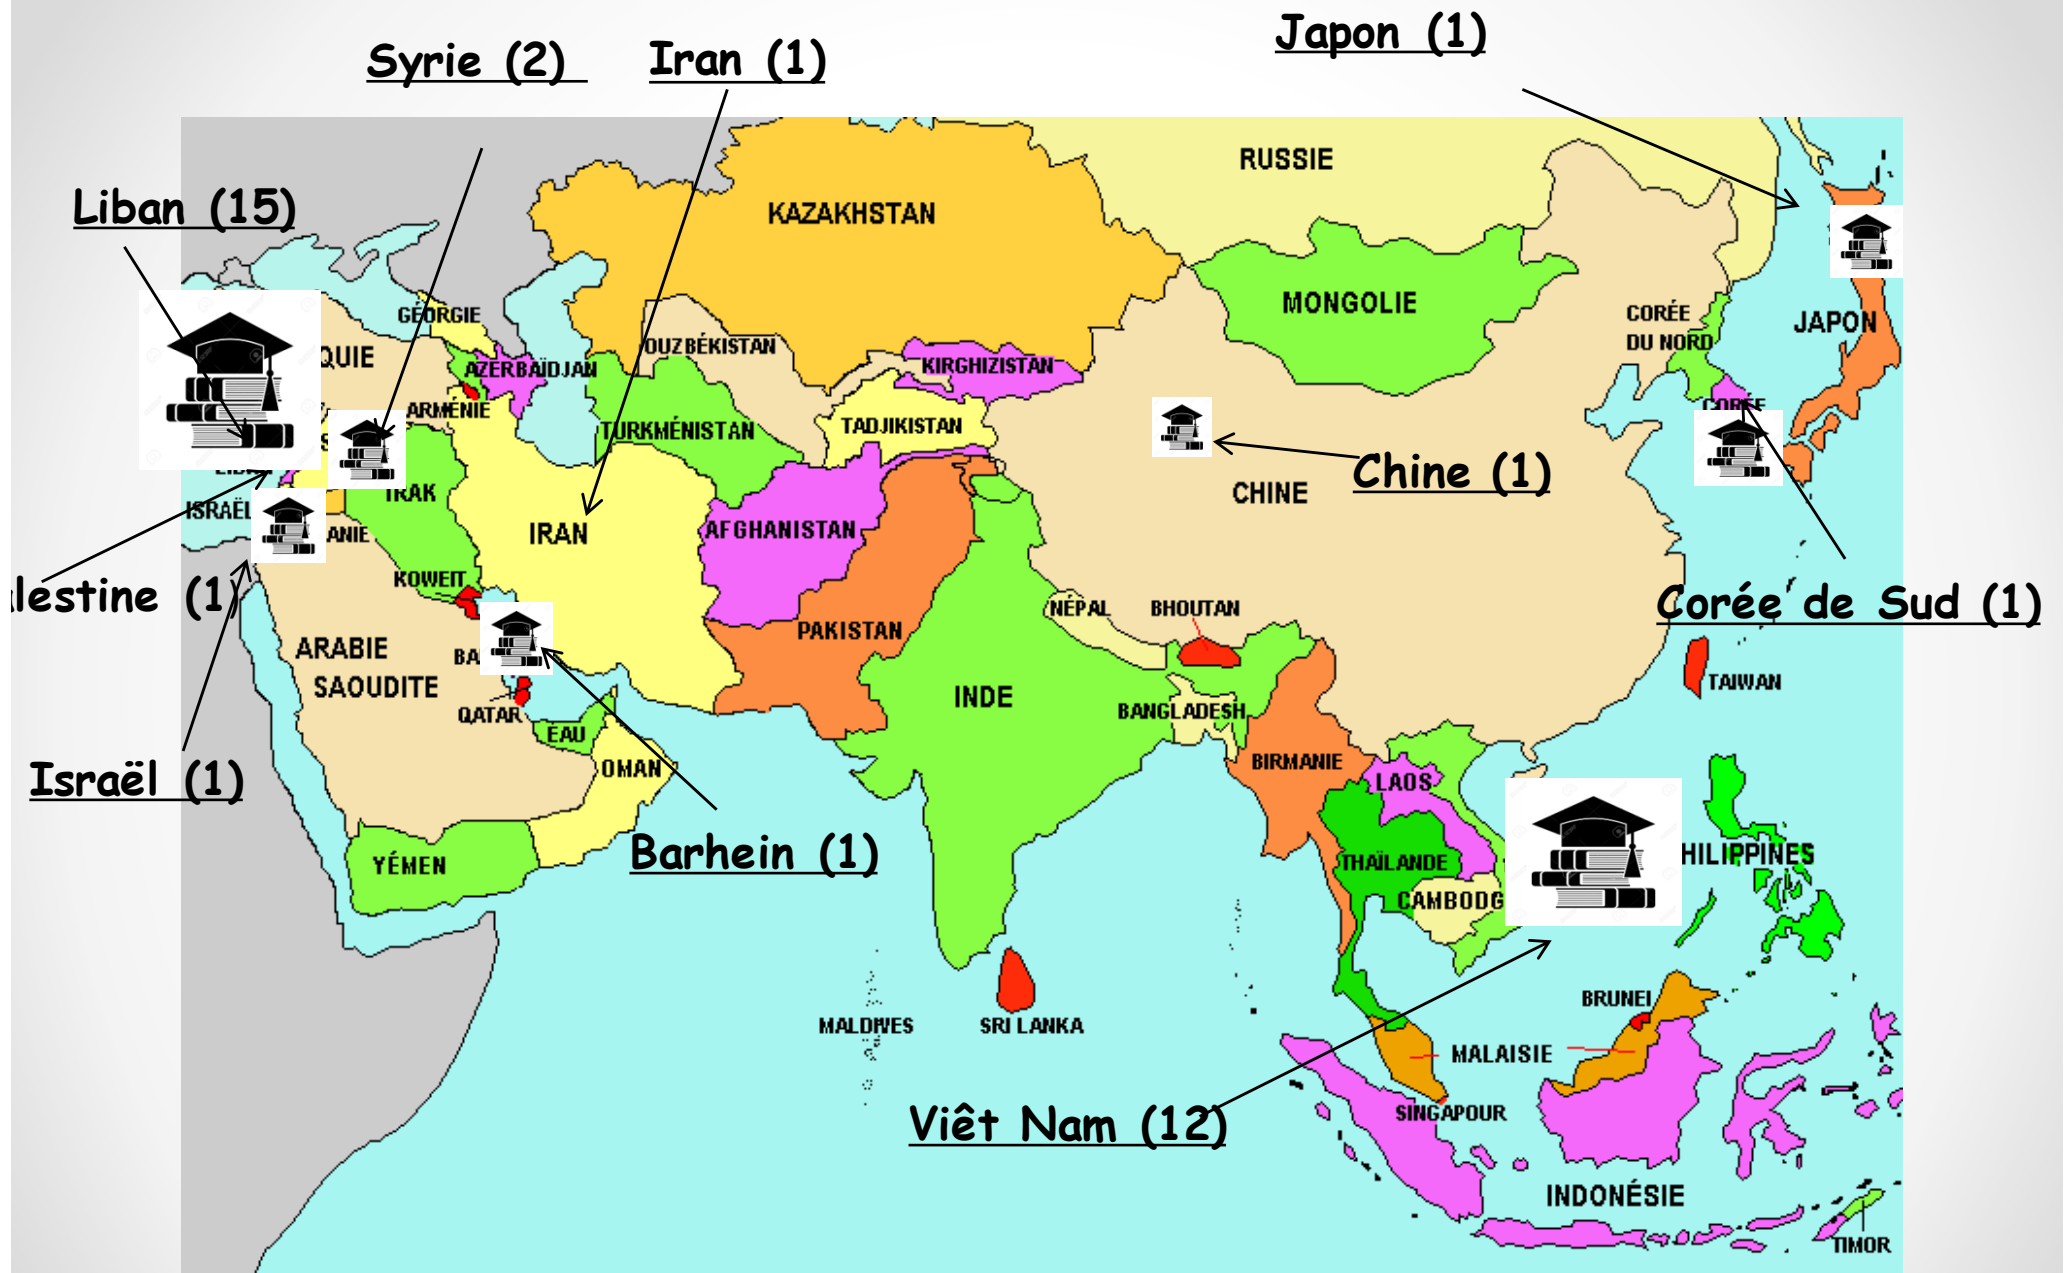 Japon (1)
Syrie (2)
Iran (1)
RUSSIE
Liban (15)
KAZAKHSTAN
MONGOLIE
GÉORGIE
CORÉE
DU NORD
JAPON
OUZBÉKISTAN
QUIE
AZERBAÏDJAN
KIRGHIZISTAN
ARMÉNIE
CORÉE
TURKMÉNISTAN
TADJIKISTAN
Chine (1)
IRAK
CHINE
ISRAËL
ANIE
IRAN
AFGHANISTAN
KOWEIT
lestine (1)
NÉPAL
BHOUTAN
Corée de Sud (1)
PAKISTAN
ARABIE
SAOUDITE
BA
TAIWAN
INDE
QATAR
BANGLADESH
EAU
Israël (1)
OMAN
BIRMANIE
LAOS
Barhein (1)
YÉMEN
THAÏLANDE
HILIPPINES
CAMBODG
BRUNEI
MALDIVES
SRI LANKA
MALAISIE
Viêt Nam (12)
SINGAPOUR
INDONÉSIE
TIMOR